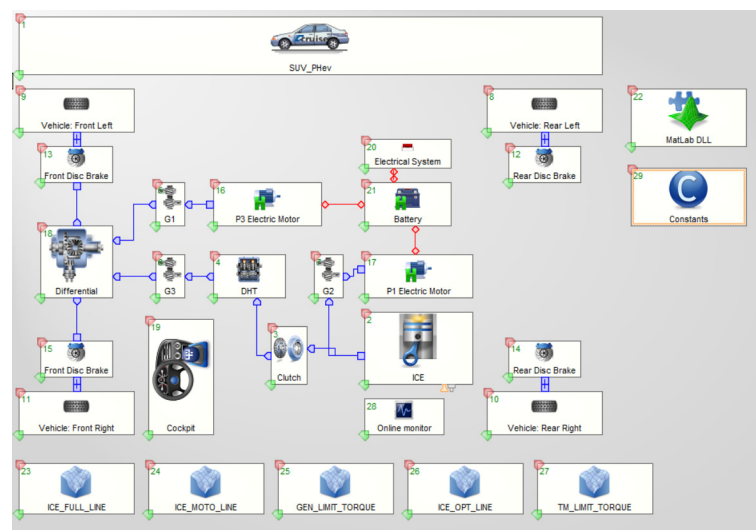 1
Cruise
SUV_PHev
9
Vehicle: Front Left
8
Vehicle: Rear Left
22
MatLab DLL
13
Front Disc Brake
20
Electrical System
12
Rear Disc Brake
29
C
Constants
G1
16
P3 Electric Motor
21
Battery
18
Differential
G3
4
DHT
G2
17
P1 Electric Motor
19
Cockpit
3
Clutch
2
ICE
15
Front Disc Brake
14
Rear Disc Brake
11
Vehicle: Front Right
28
Online monitor
10
Vehicle: Rear Right
23
ICE_FULL_LINE
24
ICE_MOTO_LINE
25
GEN_LIMIT_TORQUE
26
ICE_OPT_LINE
27
TM_LIMIT_TORQUE